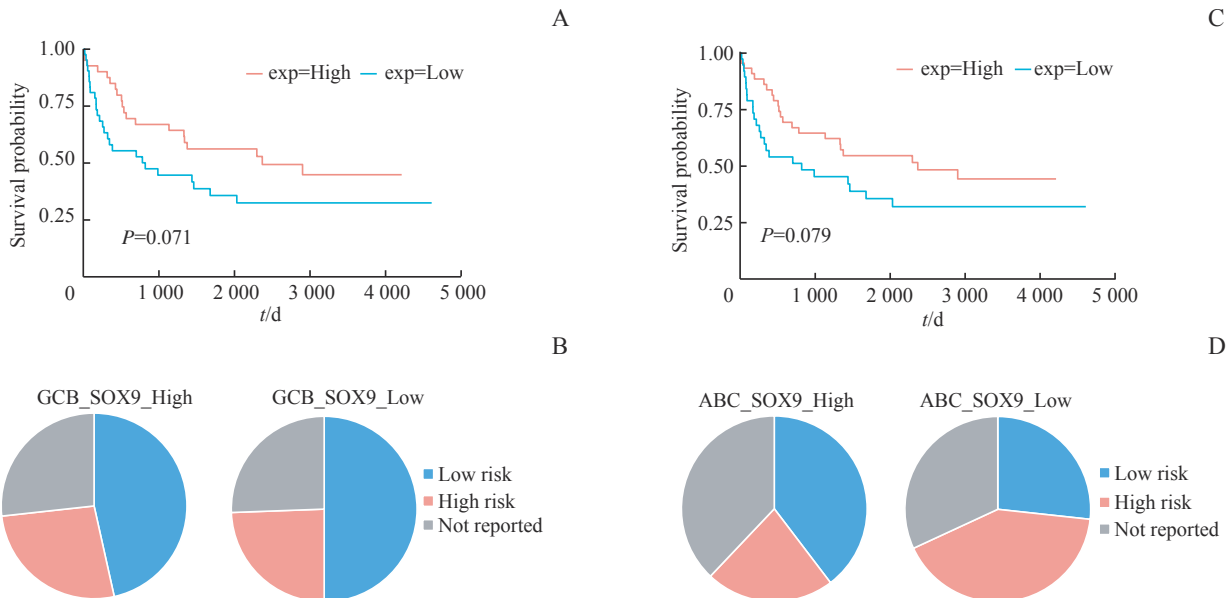 A
1.00
0.75
0.50
0.25
Survival probability
exp=High
exp=Low
P=0.071
0
1 000
2 000
3 000
4 000
5 000
t/d
C
1.00
0.75
0.50
0.25
Survival probability
exp=High
exp=Low
P=0.079
0
1 000
2 000
3 000
4 000
5 000
t/d
B
GCB_SOX9_High
GCB_SOX9_Low
Low risk
High risk
Not reported
D
ABC_SOX9_High
ABC_SOX9_Low
Low risk
High risk
Not reported